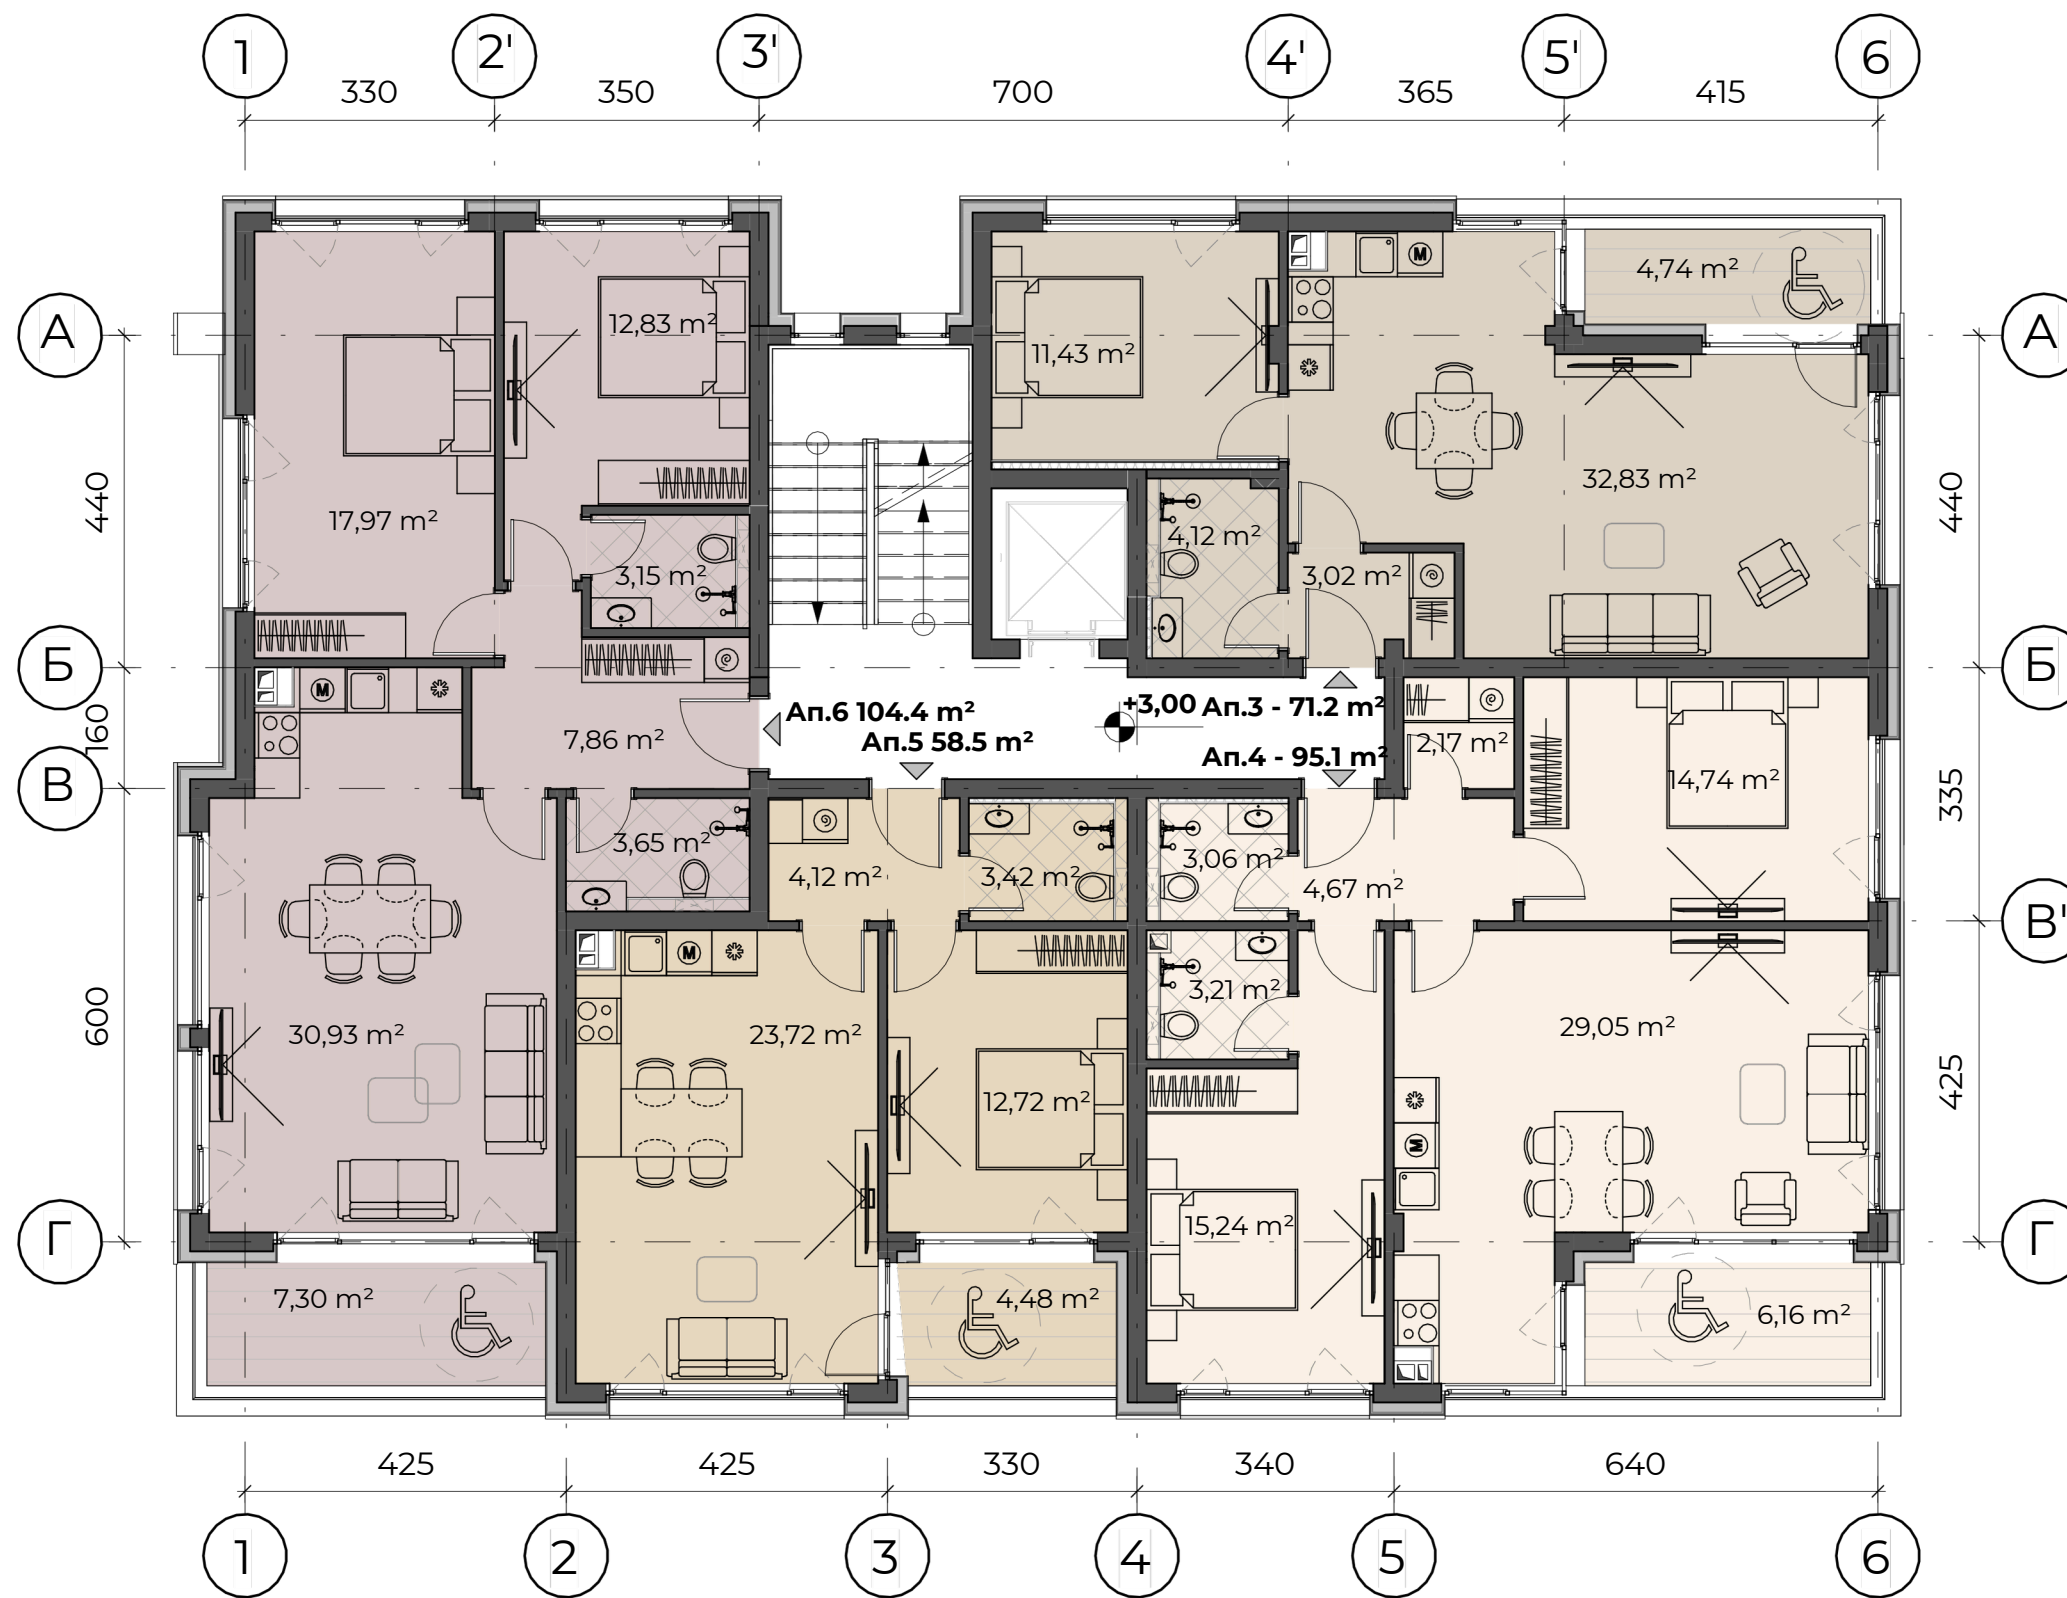 1 2' 3' 4' 5' 6
330 350 700 365 415
А А
4,74 m²
12,83 m²
11,43 m²
M
440 440
17,97 m²
32,83 m²
4,12 m²
3,15 m²
3,02 m²
Б Б
M
160
Ап.6 104.4 m²
+3,00 Ап.3 - 71.2 m²
7,86 m²
Ап.5 58.5 m²
Ап.4 - 95.1 m²
2,17 m²
14,74 m²
В
335
3,65 m²
3,06 m²
4,12 m²
3,42 m²
4,67 m²
В'
M
3,21 m²
600
30,93 m²
23,72 m²
29,05 m²
12,72 m²
425
M
15,24 m²
Г Г
7,30 m²
4,48 m²
6,16 m²
425 425 330 340 640
1 2 3 4 5 6